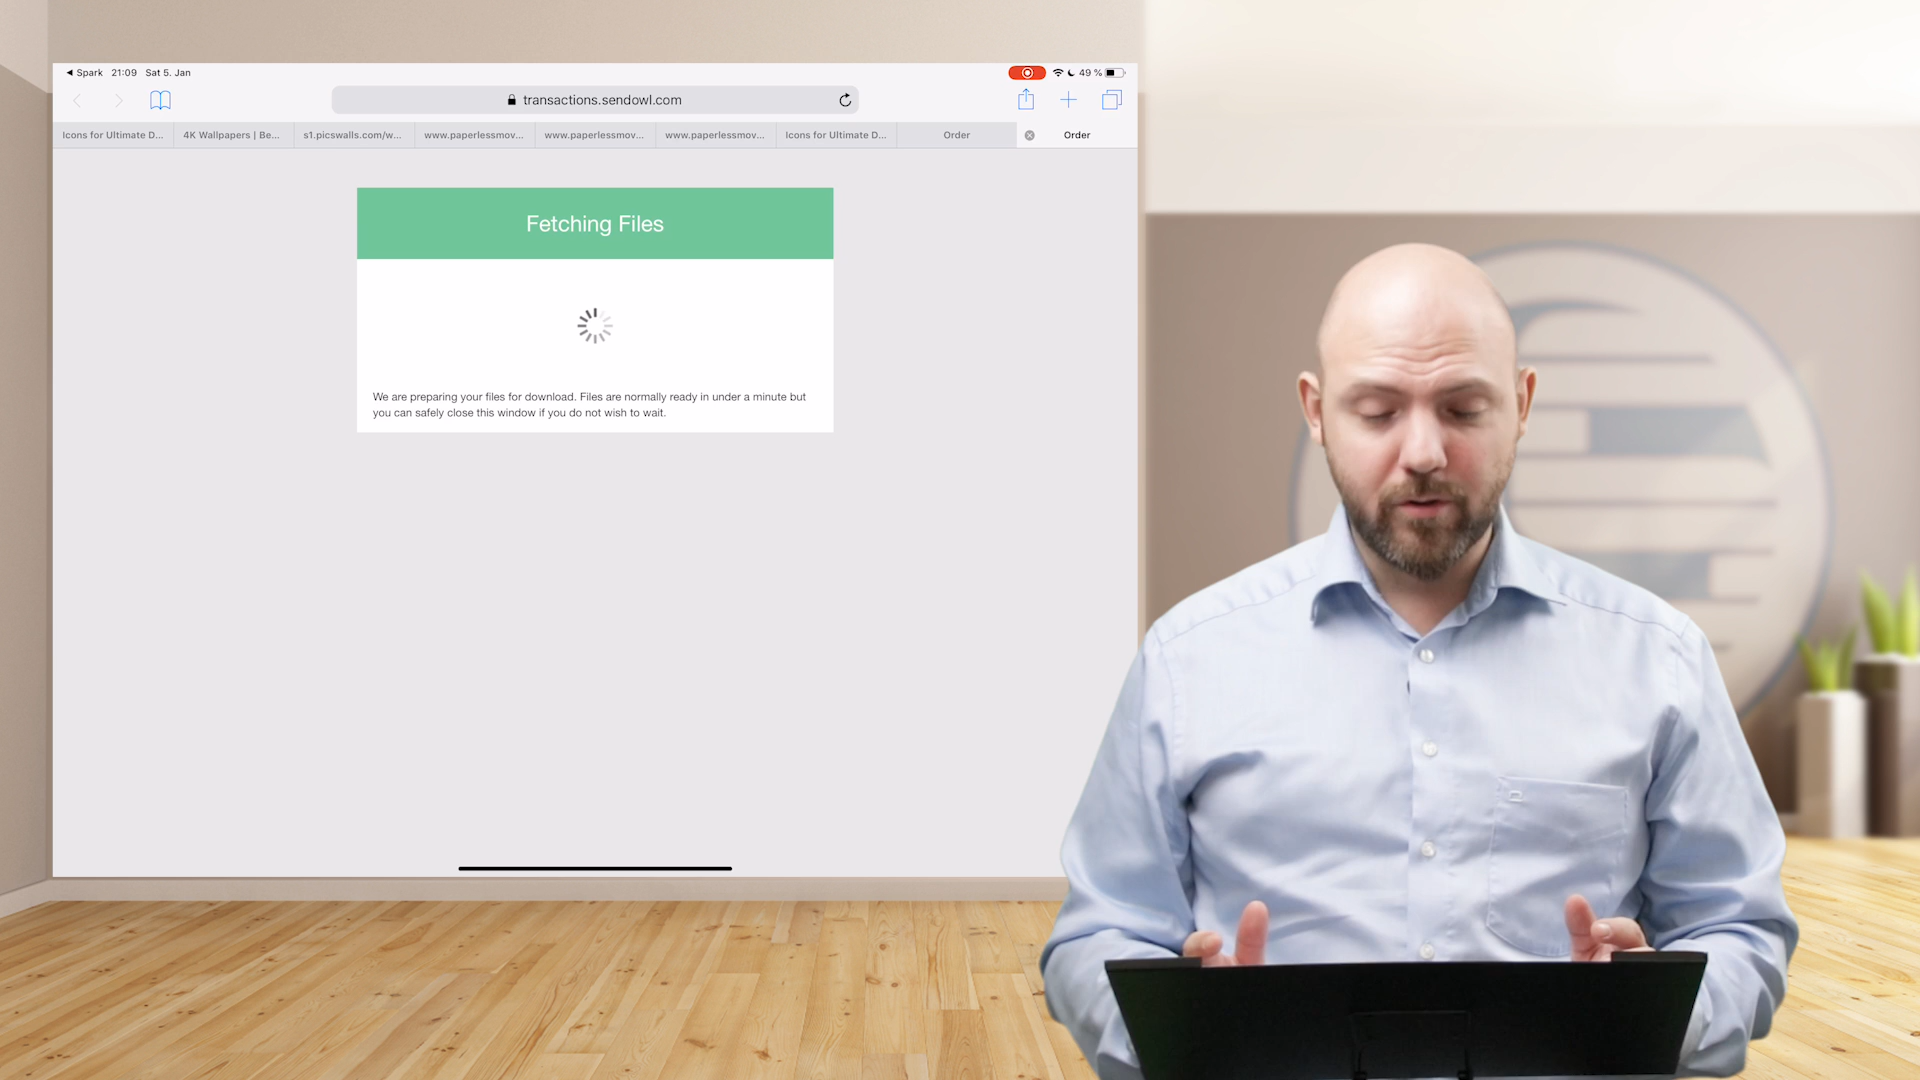 Spark 21:09 Sat 5. Jan
49 %
transactions.sendowl.com
Icons for Ultimate D... 4K Wallpapers | Be... s1.picswalls.com/w... www.paperlessmov... www.paperlessmov... www.paperlessmov... Icons for Ultimate D... Order Order
Fetching Files
We are preparing your files for download. Files are normally ready in under a minute but
you can safely close this window if you do not wish to wait.